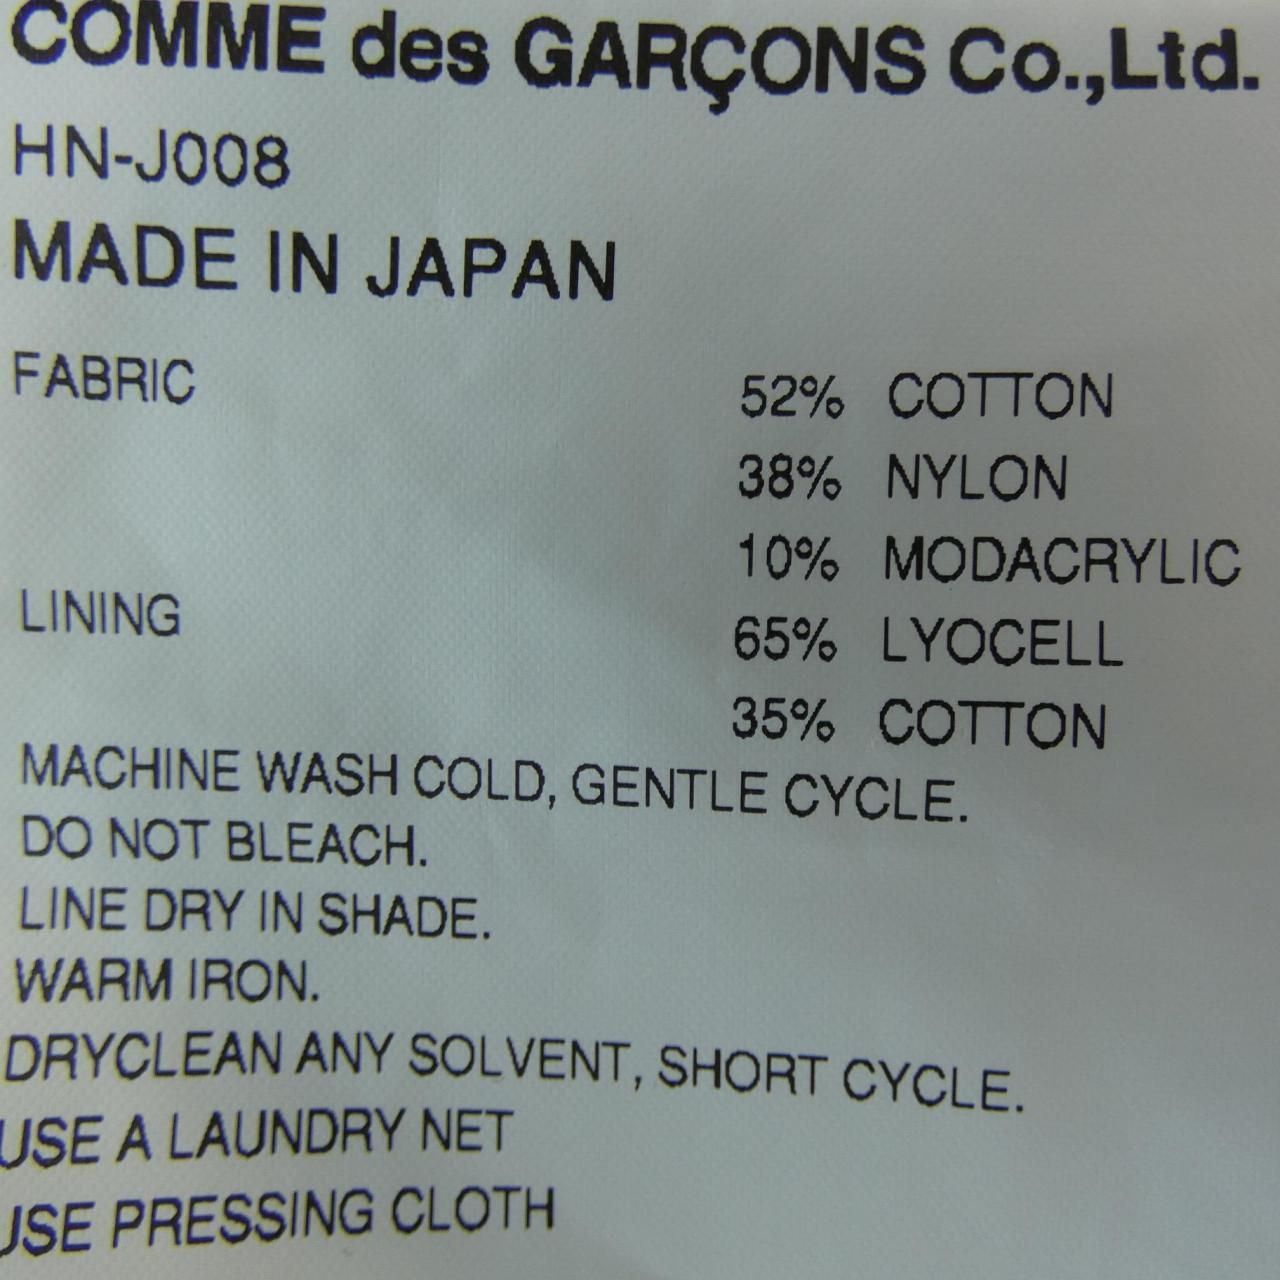 COMME des GARÇONS Co.,Ltd.
HN-J008
MADE IN JAPAN
FABRIC 52% COTTON
38% NYLON
10% MODACRYLIC
LINING 65% LYOCELL
35% COTTON
MACHINE WASH COLD, GENTLE CYCLE.
DO NOT BLEACH.
LINE DRY IN SHADE.
WARM IRON.
DRYCLEAN ANY SOLVENT, SHORT CYCLE.
USE A LAUNDRY NET
USE PRESSING CLOTH